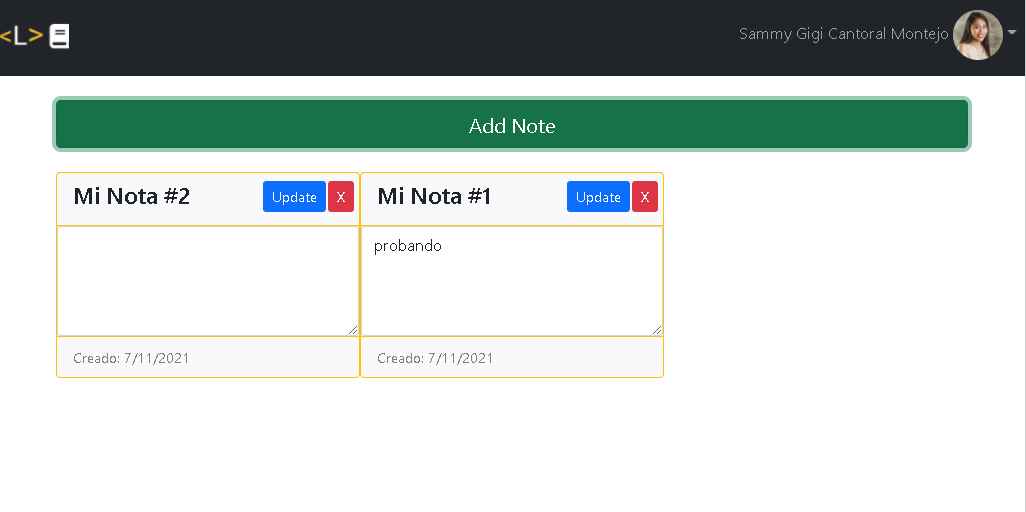 <L>
Sammy Gigi Cantoral Montejo
Add Note
Mi Nota #2
Update
X
Mi Nota #1
Update
X
probando
Creado: 7/11/2021
Creado: 7/11/2021